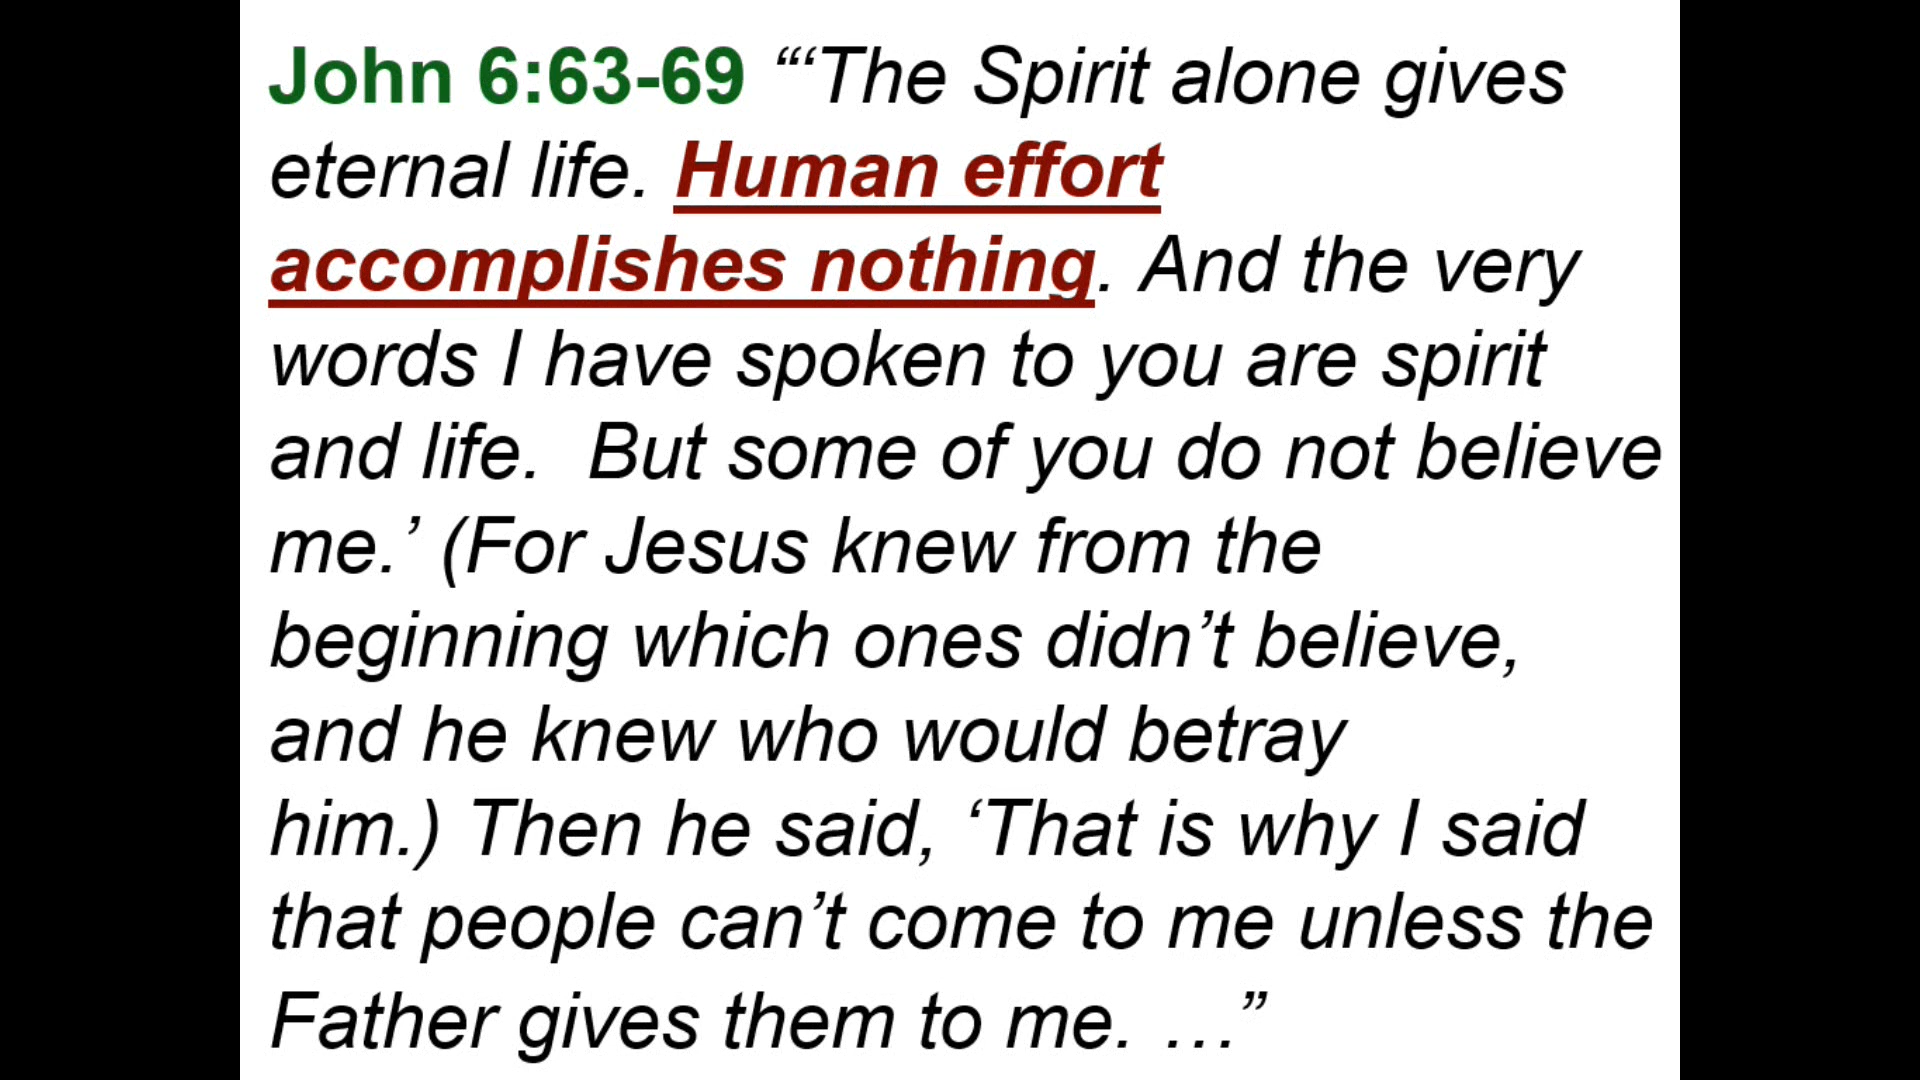 John 6:63-69 “‘The Spirit alone gives
eternal life. Human effort
accomplishes nothing. And the very
words I have spoken to you are spirit
and life.  But some of you do not believe
me.’ (For Jesus knew from the
beginning which ones didn’t believe,
and he knew who would betray
him.) Then he said, ‘That is why I said
that people can’t come to me unless the
Father gives them to me. …”